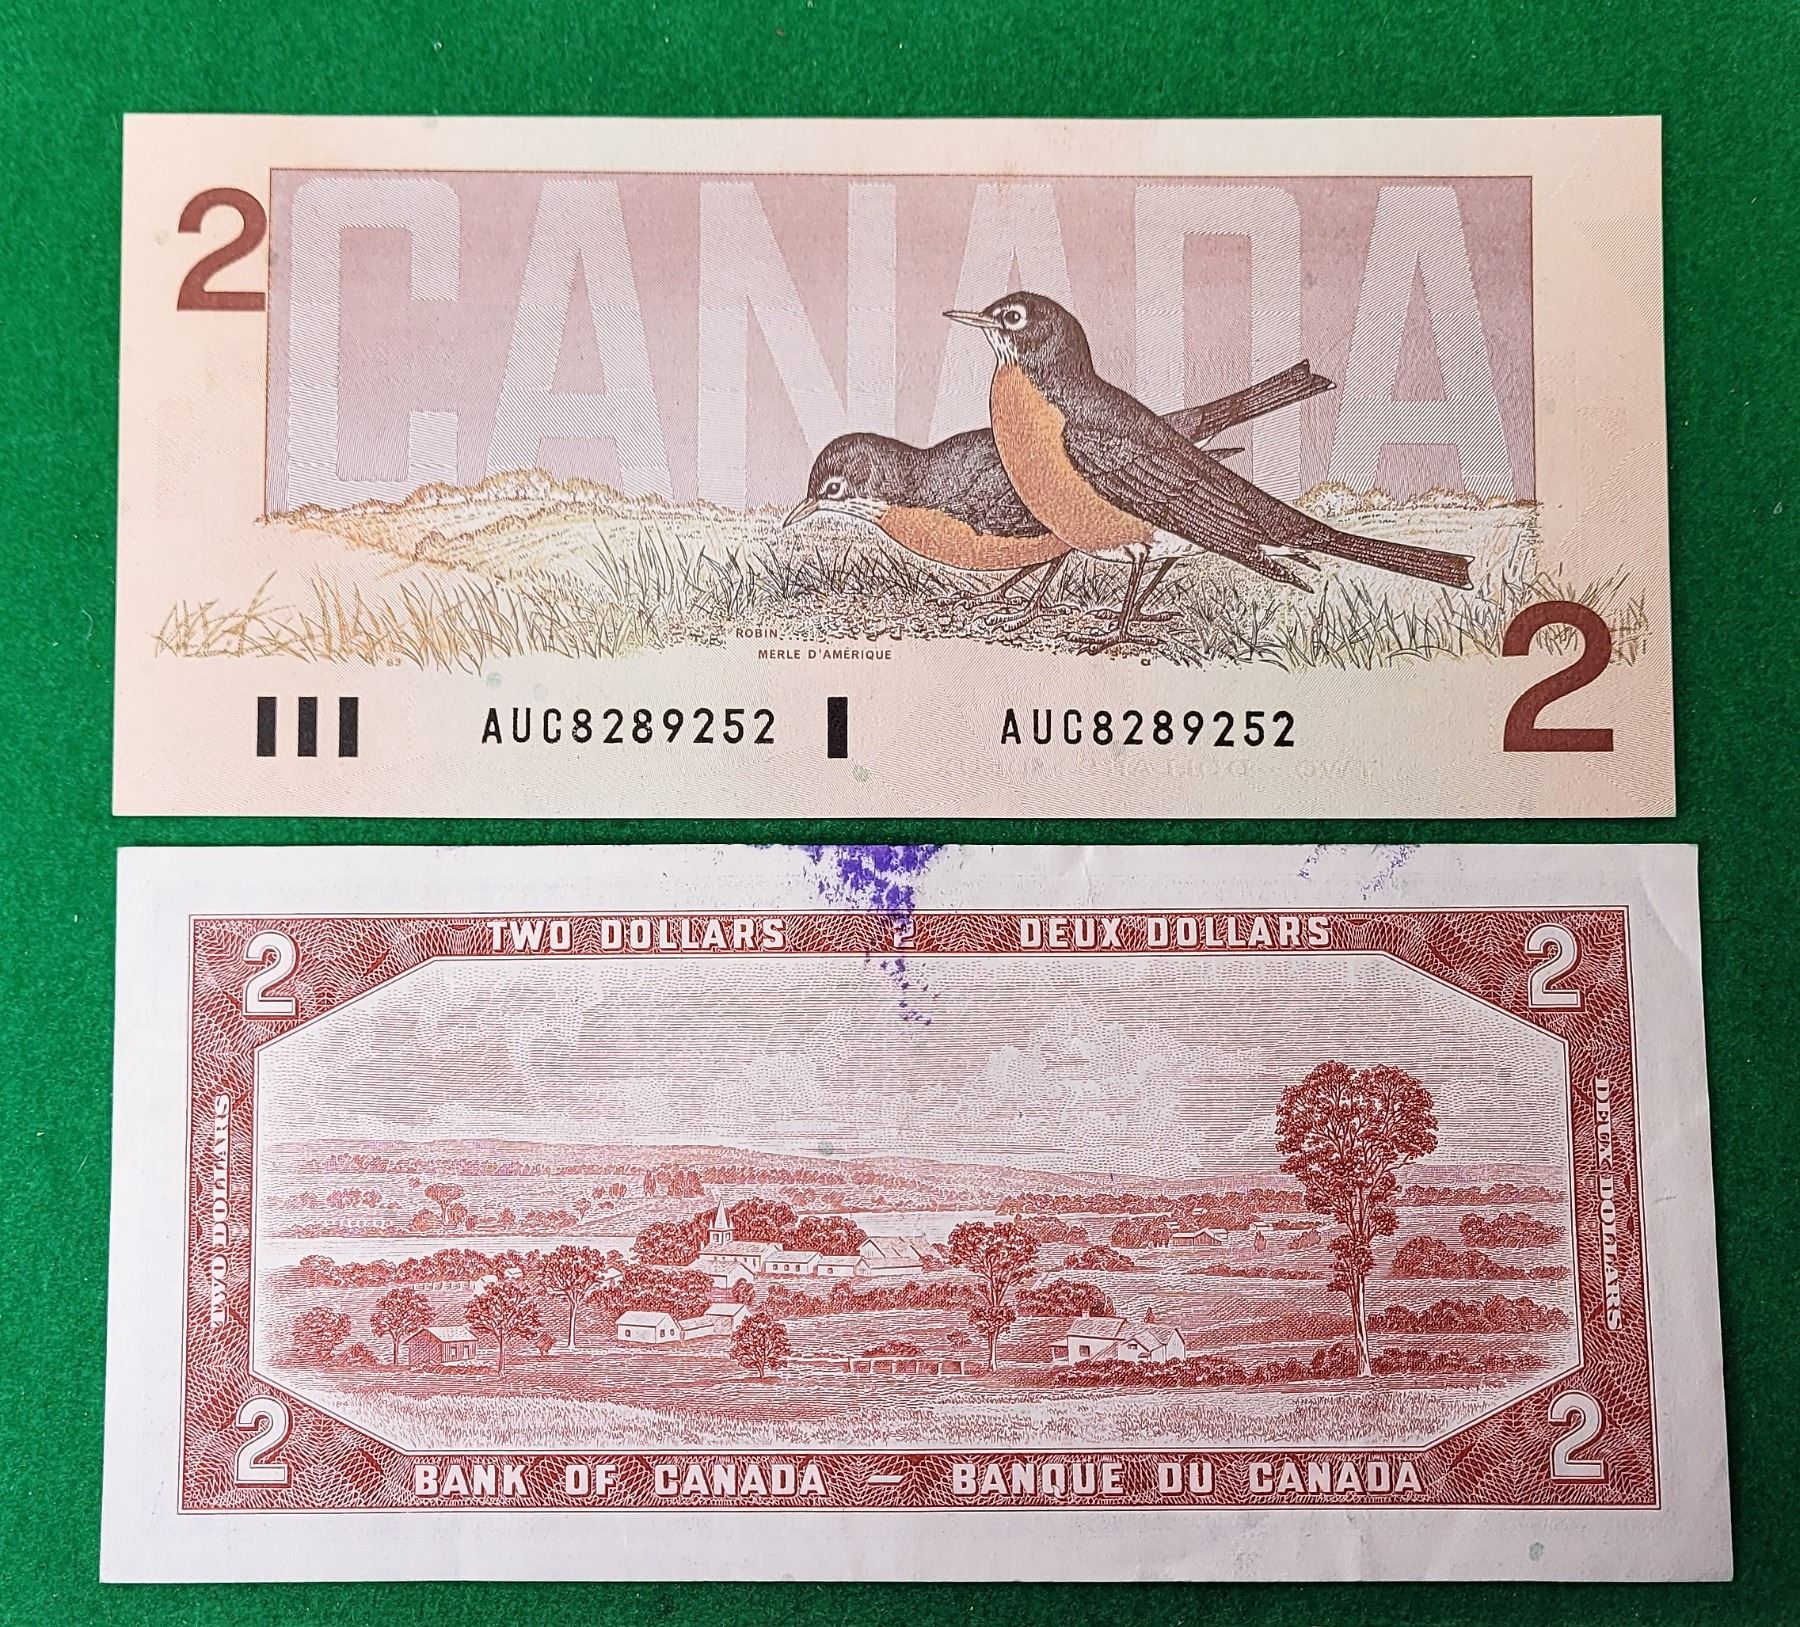 2
CANADA
ROBIN
MERLE D'AMÉRIQUE
83
AUC8289252 AUC8289252
2
2 TWO DOLLARS 2 DEUX DOLLARS 2
TWO DOLLARS
DEUX DOLLARS
2 BANK OF CANADA — BANQUE DU CANADA 2